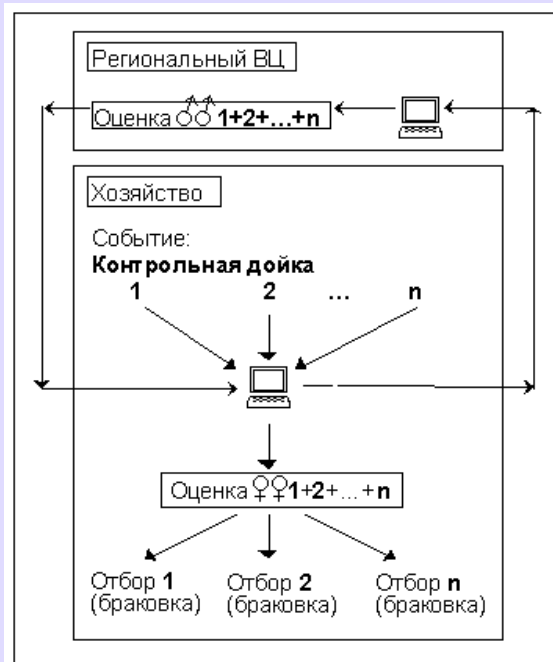 Региональный ВЦ
Оценка ♂♂ 1+2+...+n
Хозяйство
Событие:
Контрольная дойка
1 2 ... n
Оценка ♀♀1+2+...+n
Отбор 1 Отбор 2 Отбор n
(браковка) (браковка) (браковка)